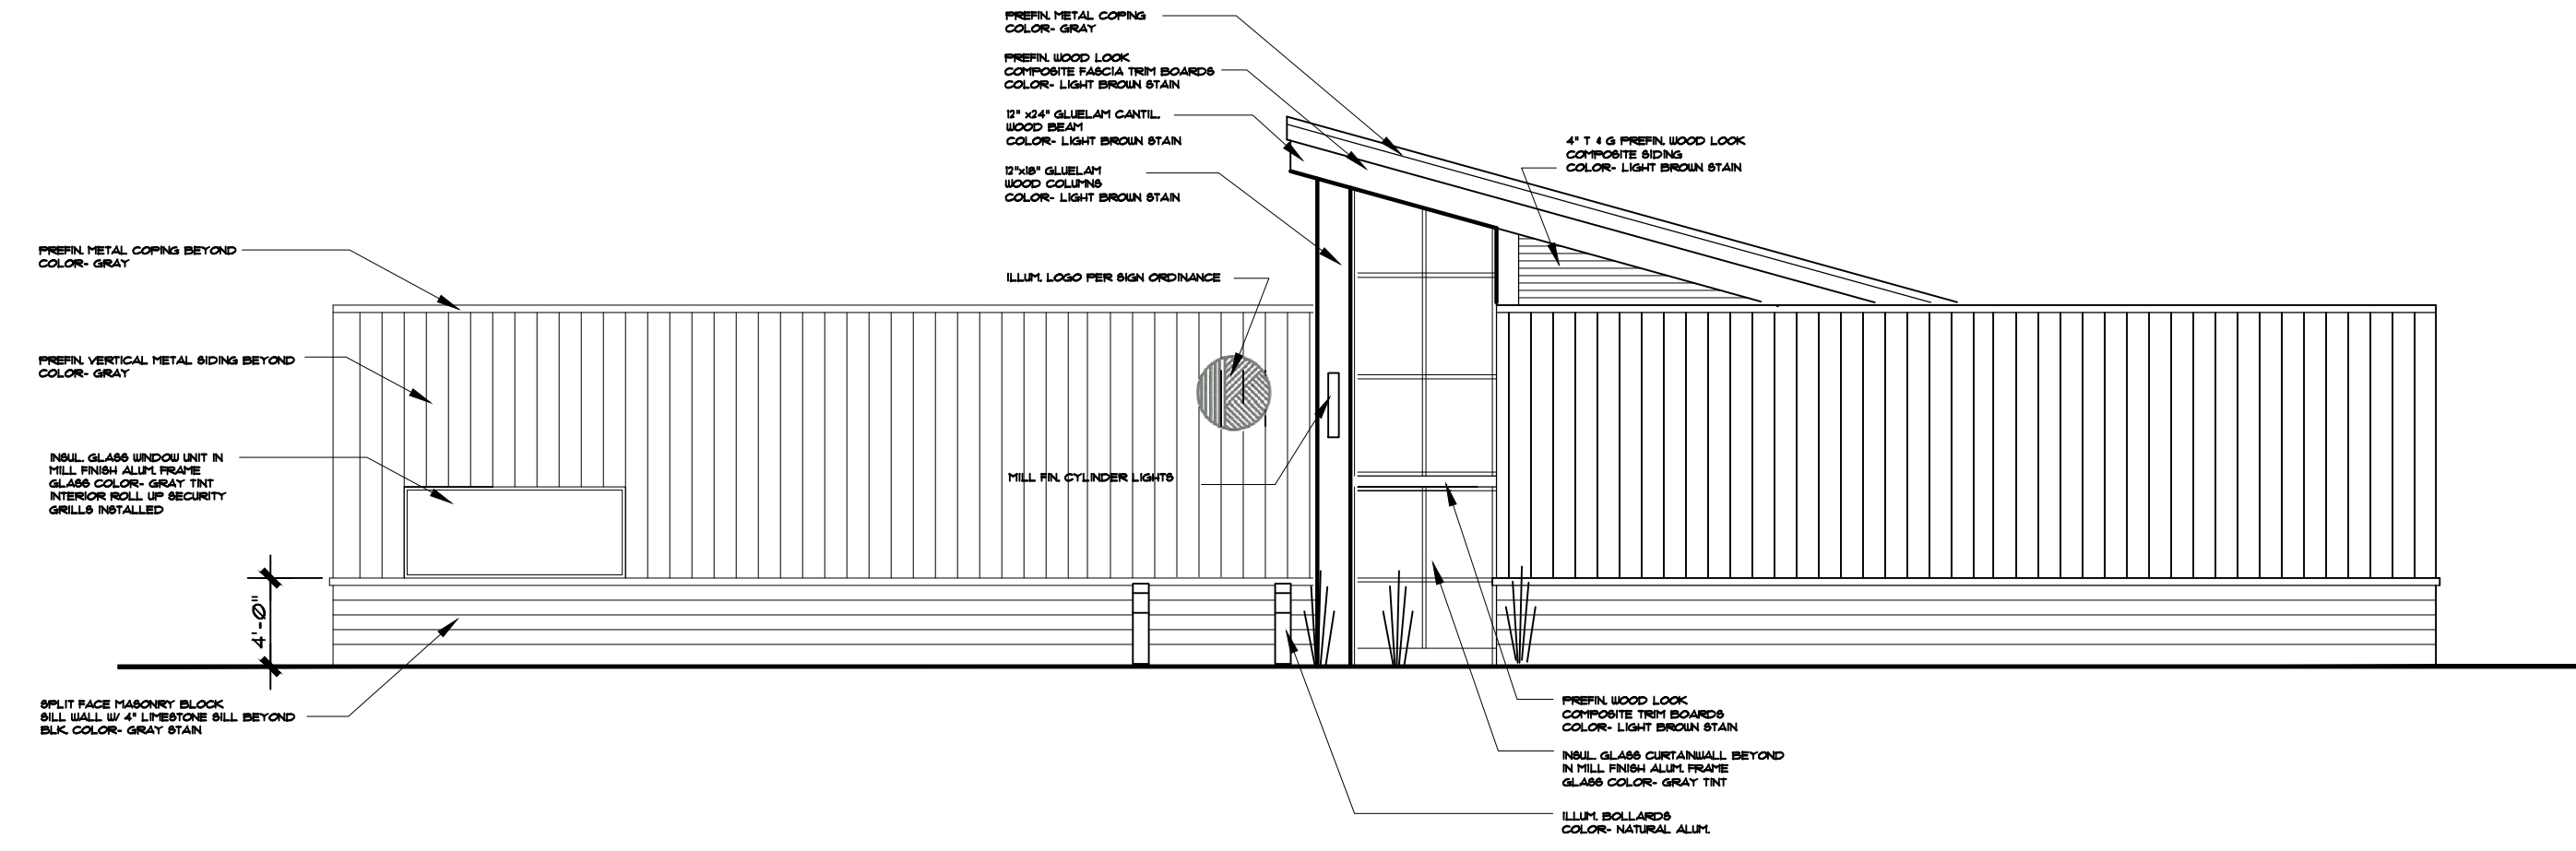 PREFIN. METAL COPING
COLOR- GRAY
PREFIN. WOOD LOOK
COMPOSITE FASCIA TRIM BOARDS
COLOR- LIGHT BROWN STAIN
12" x24" GLUELAM CANTIL.
WOOD BEAM
COLOR- LIGHT BROWN STAIN
12"x18" GLUELAM
WOOD COLUMNS
COLOR- LIGHT BROWN STAIN
4" T & G PREFIN. WOOD LOOK
COMPOSITE SIDING
COLOR- LIGHT BROWN STAIN
PREFIN. METAL COPING BEYOND
COLOR- GRAY
ILLUM. LOGO PER SIGN ORDINANCE
PREFIN. VERTICAL METAL SIDING BEYOND
COLOR- GRAY
INSUL. GLASS WINDOW UNIT IN
MILL FINISH ALUM. FRAME
GLASS COLOR- GRAY TINT
INTERIOR ROLL UP SECURITY
GRILLS INSTALLED
MILL FIN. CYLINDER LIGHTS
4'-0"
SPLIT FACE MASONRY BLOCK
SILL WALL W/ 4" LIMESTONE SILL BEYOND
BLK. COLOR- GRAY STAIN
PREFIN. WOOD LOOK
COMPOSITE TRIM BOARDS
COLOR- LIGHT BROWN STAIN
INSUL. GLASS CURTAINWALL BEYOND
IN MILL FINISH ALUM. FRAME
GLASS COLOR- GRAY TINT
ILLUM. BOLLARDS
COLOR- NATURAL ALUM.